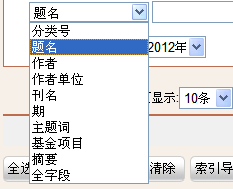 题名
分类号
题名
作者
2012年
作者单位
刊名
期
显示: 10条
主题词
基金项目
摘要
全选
清除
索引导
全字段